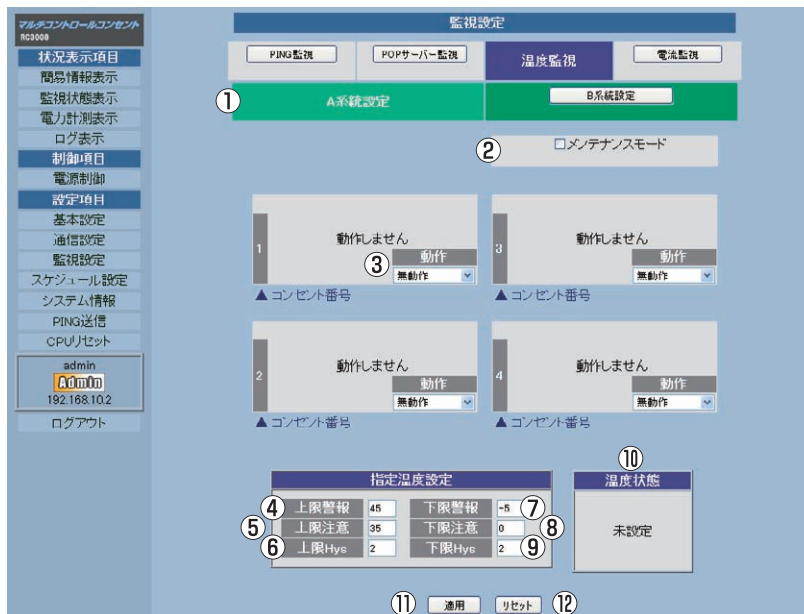 マルチコントロールコンセント
RC3008
状況表示項目
簡易情報表示
監視状態表示
電力計測表示
ログ表示
制御項目
電源制御
設定項目
基本設定
通信設定
監視設定
スケジュール設定
システム情報
PING送信
CPUリセット
admin
Admin
192.168.10.2
ログアウト
監視設定
PING監視
POPサーバー監視
温度監視
電流監視
① A系統設定
B系統設定
② メンテナンスモード
1
動作しません
動作
③ 無動作
▲コンセント番号
3
動作しません
動作
無動作
▲コンセント番号
2
動作しません
動作
無動作
▲コンセント番号
4
動作しません
動作
無動作
▲コンセント番号
指定温度設定
④ 上限警報 45 下限警報 -5 ⑦
⑤ 上限注意 35 下限注意 0 ⑧
⑥ 上限Hys 2 下限Hys 2 ⑨
⑩
温度状態
未設定
⑪ 適用 リセット ⑫